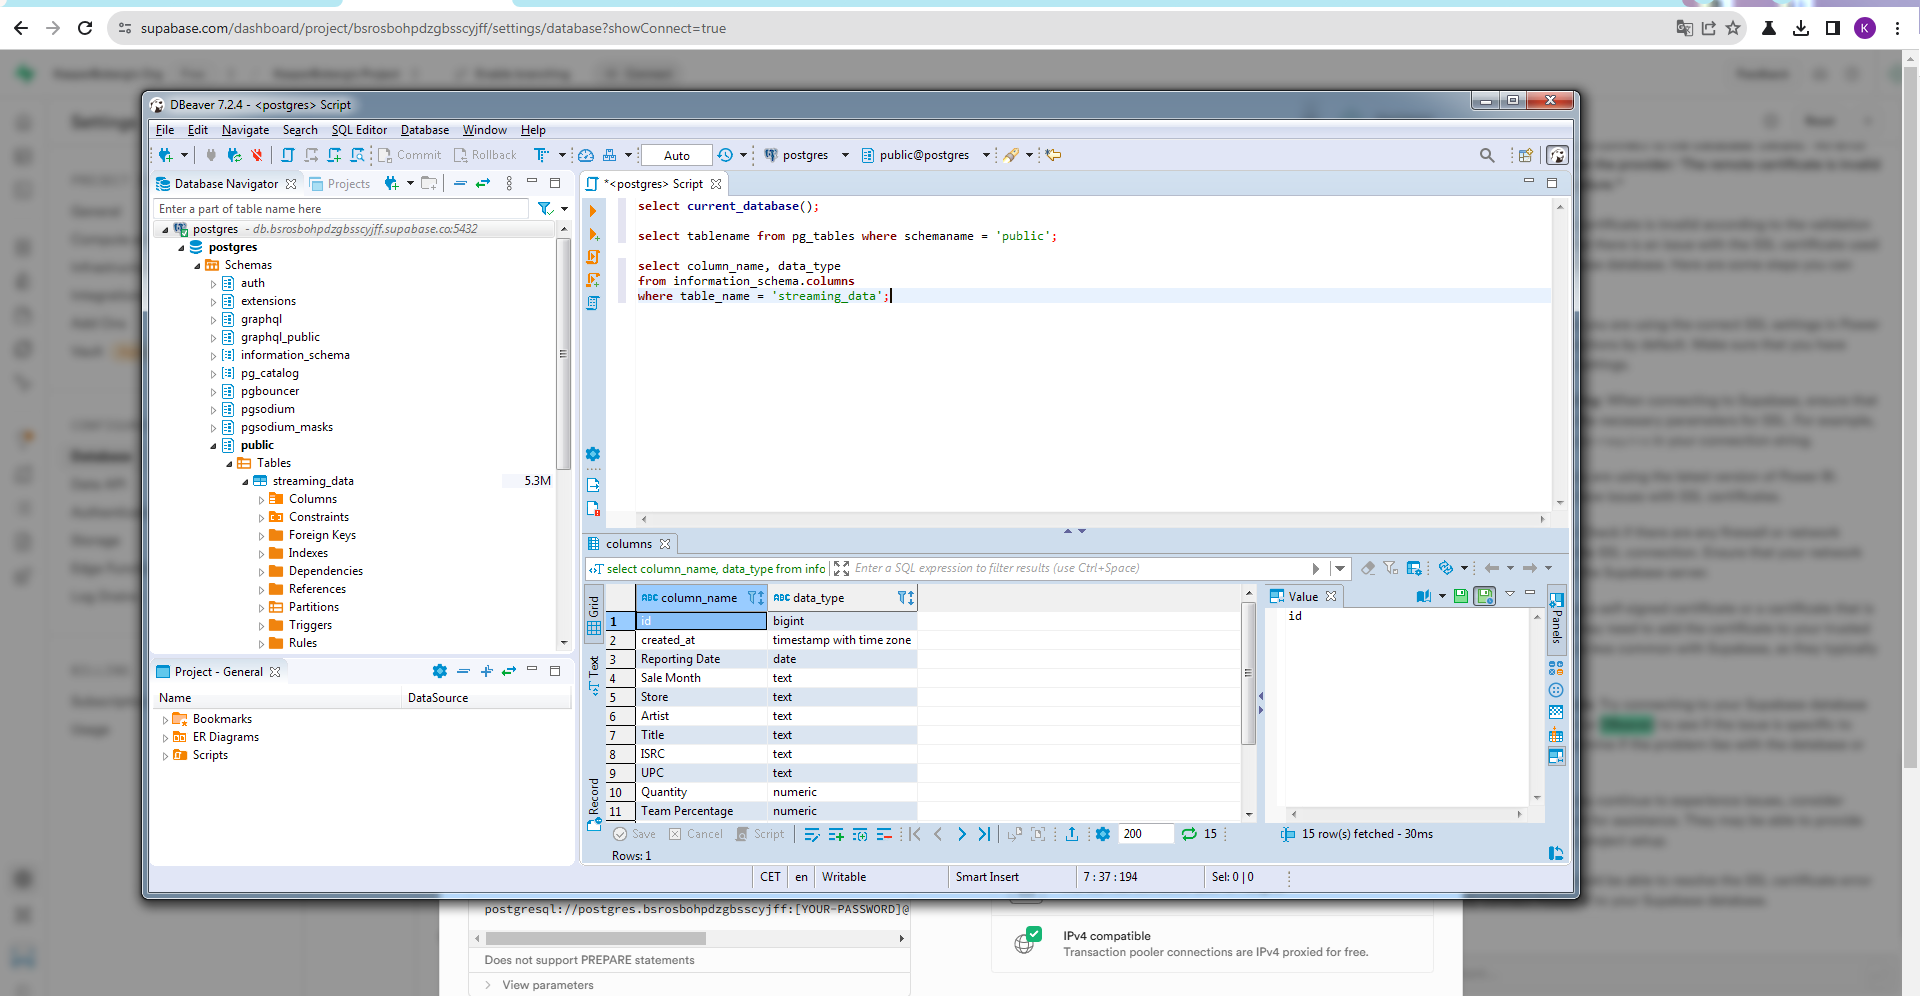 supabase.com/dashboard/project/bsrosbohpdzgbsscyjff/settings/database?showConnect=true
K
DBeaver 7.2.4 - <postgres> Script
File Edit Navigate Search SQL Editor Database Window Help
Commit Rollback Auto postgres public@postgres
Database Navigator Projects
Enter a part of table name here
postgres - db.bsrosbohpdzgbsscyjff.supabase.co:5432
postgres
Schemas
auth
extensions
graphql
graphql_public
information_schema
pg_catalog
pgbouncer
pgsodium
pgsodium_masks
public
Tables
streaming_data 5.3M
Columns
Constraints
Foreign Keys
Indexes
Dependencies
References
Partitions
Triggers
Rules
Project - General
Name DataSource
Bookmarks
ER Diagrams
Scripts
*<postgres> Script
select current_database();
select tablename from pg_tables where schemaname = 'public';
select column_name, data_type
from information_schema.columns
where table_name = 'streaming_data';
columns
select column_name, data_type from info Enter a SQL expression to filter results (use Ctrl+Space)
Grid
Text
Record
ABC column_name ABC data_type
1 id bigint
2 created_at timestamp with time zone
3 Reporting Date date
4 Sale Month text
5 Store text
6 Artist text
7 Title text
8 ISRC text
9 UPC text
10 Quantity numeric
11 Team Percentage numeric
Value
id
Panels
Save Cancel Script 200 15 15 row(s) fetched - 30ms
Rows: 1
CET en Writable Smart Insert 7 : 37 : 194 Sel: 0 | 0
postgresql://postgres.bsrosbohpdzgbsscyjff:[YOUR-PASSWORD]@
Does not support PREPARE statements
View parameters
IPv4 compatible
Transaction pooler connections are IPv4 proxied for free.